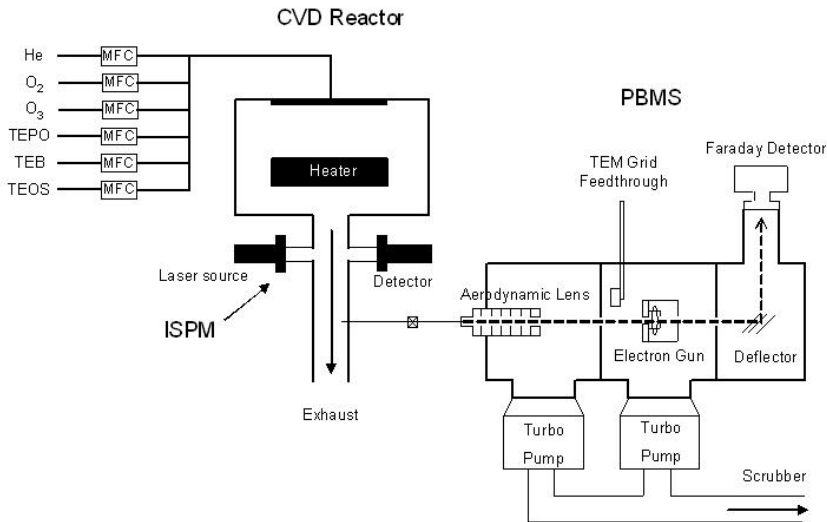 CVD Reactor
He MFC
O2 MFC
O3 MFC
TEPO MFC
TEB MFC
TEOS MFC
Heater
Laser source
Detector
ISPM
Exhaust
PBMS
TEM Grid
Feedthrough
Faraday Detector
Aerodynamic Lens
Electron Gun
Deflector
Turbo
Pump
Turbo
Pump
Scrubber